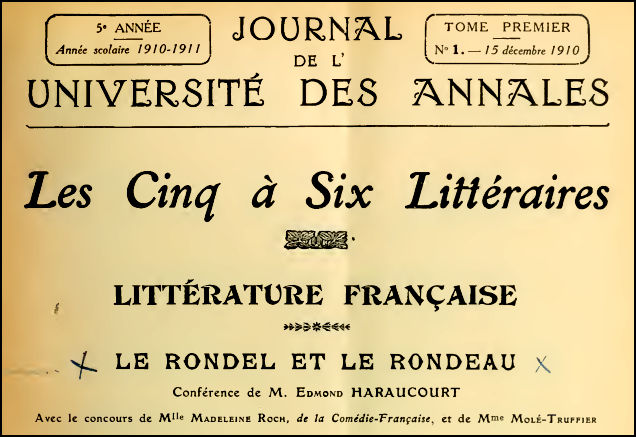 5e ANNÉE
Année scolaire 1910-1911
JOURNAL
DE L'
UNIVERSITÉ DES ANNALES
TOME PREMIER
No 1. — 15 décembre 1910
Les Cinq à Six Littéraires
LITTÉRATURE FRANÇAISE
LE RONDEL ET LE RONDEAU
Conférence de M. EDMOND HARAUCOURT
Avec le concours de Mlle MADELEINE ROCH, de la Comédie-Française, et de Mme MOLÉ-TRUFFIER